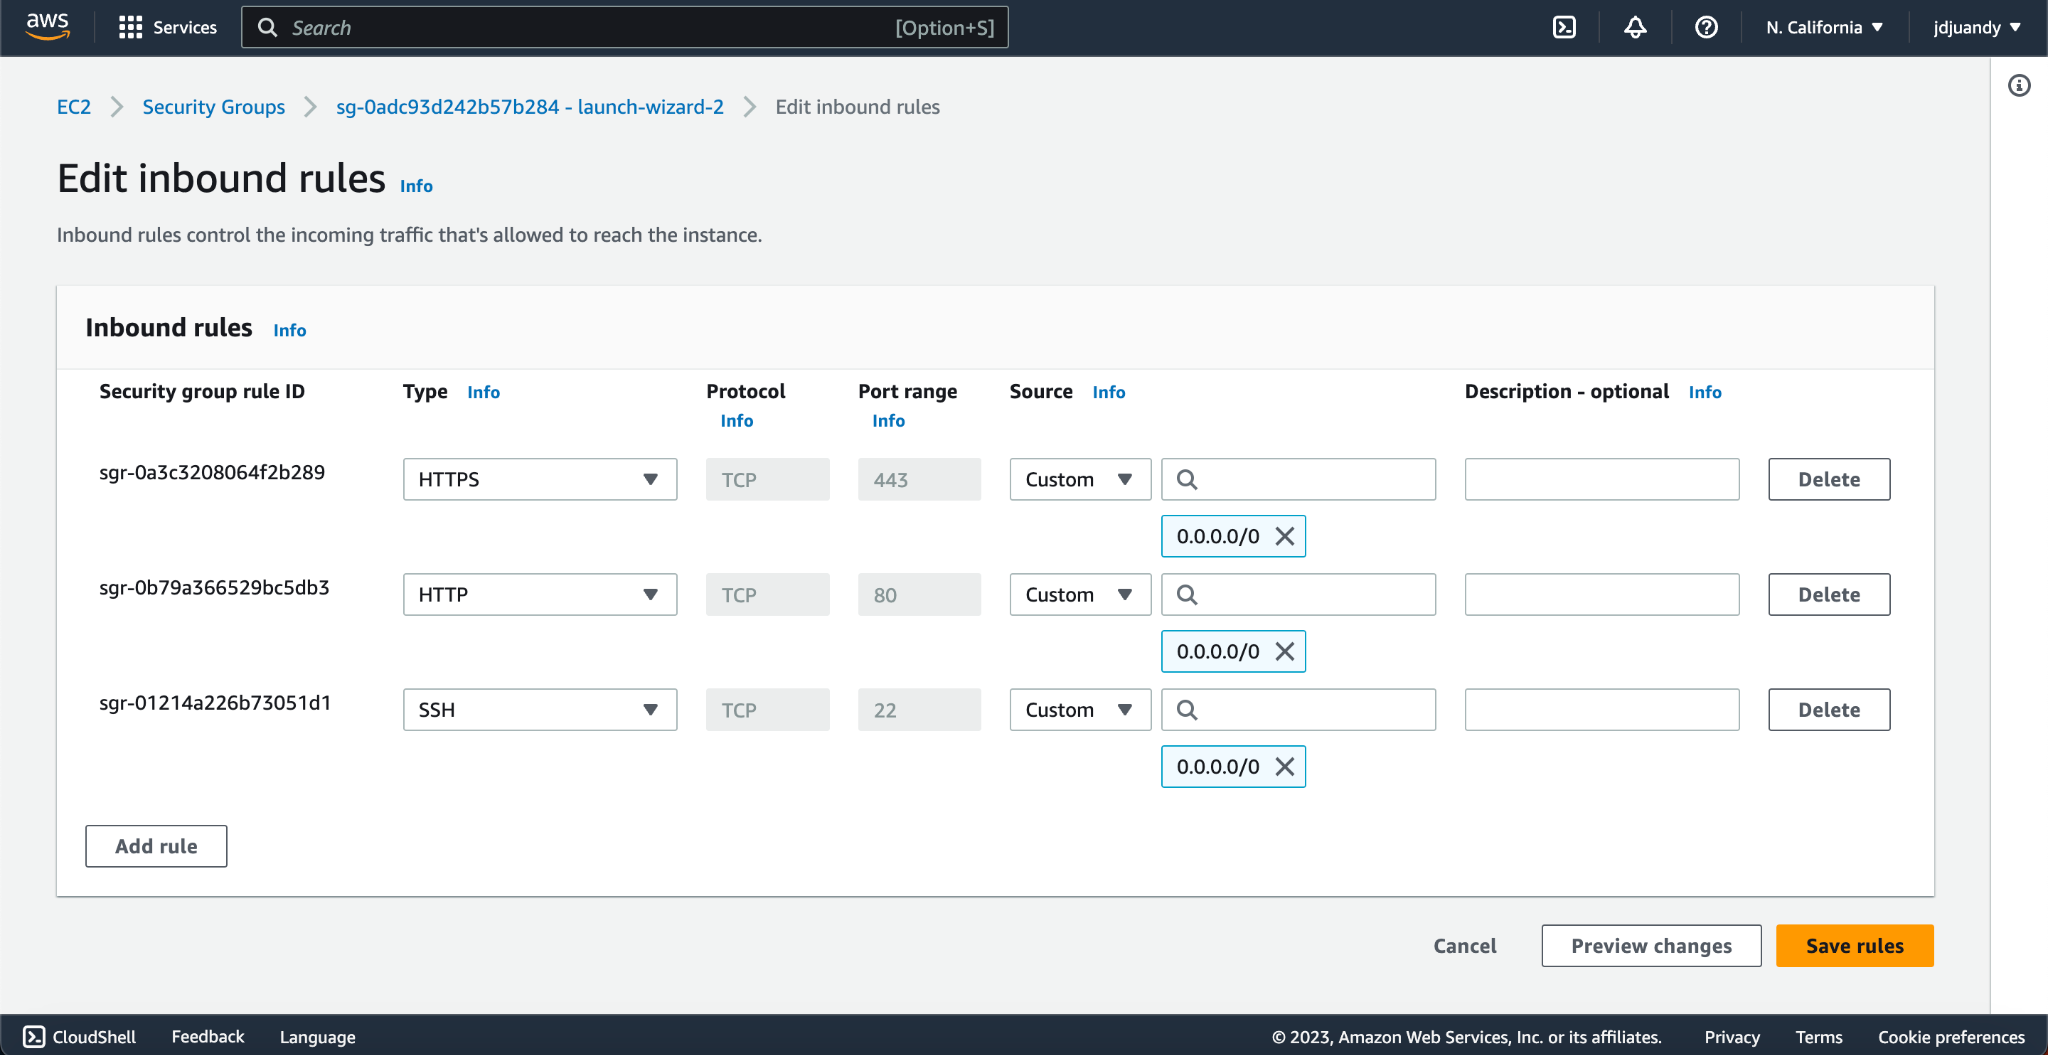 aws Services Search [Option+S] N. California jdjuandy
EC2 Security Groups sg-0adc93d242b57b284 - launch-wizard-2 Edit inbound rules
Edit inbound rules Info
Inbound rules control the incoming traffic that's allowed to reach the instance.
Inbound rules Info
Security group rule ID Type Info Protocol Info Port range Info Source Info Description - optional Info
sgr-0a3c3208064f2b289 HTTPS TCP 443 Custom Delete
0.0.0.0/0
sgr-0b79a366529bc5db3 HTTP TCP 80 Custom Delete
0.0.0.0/0
sgr-01214a226b73051d1 SSH TCP 22 Custom Delete
0.0.0.0/0
Add rule
Cancel Preview changes Save rules
CloudShell Feedback Language © 2023, Amazon Web Services, Inc. or its affiliates. Privacy Terms Cookie preferences